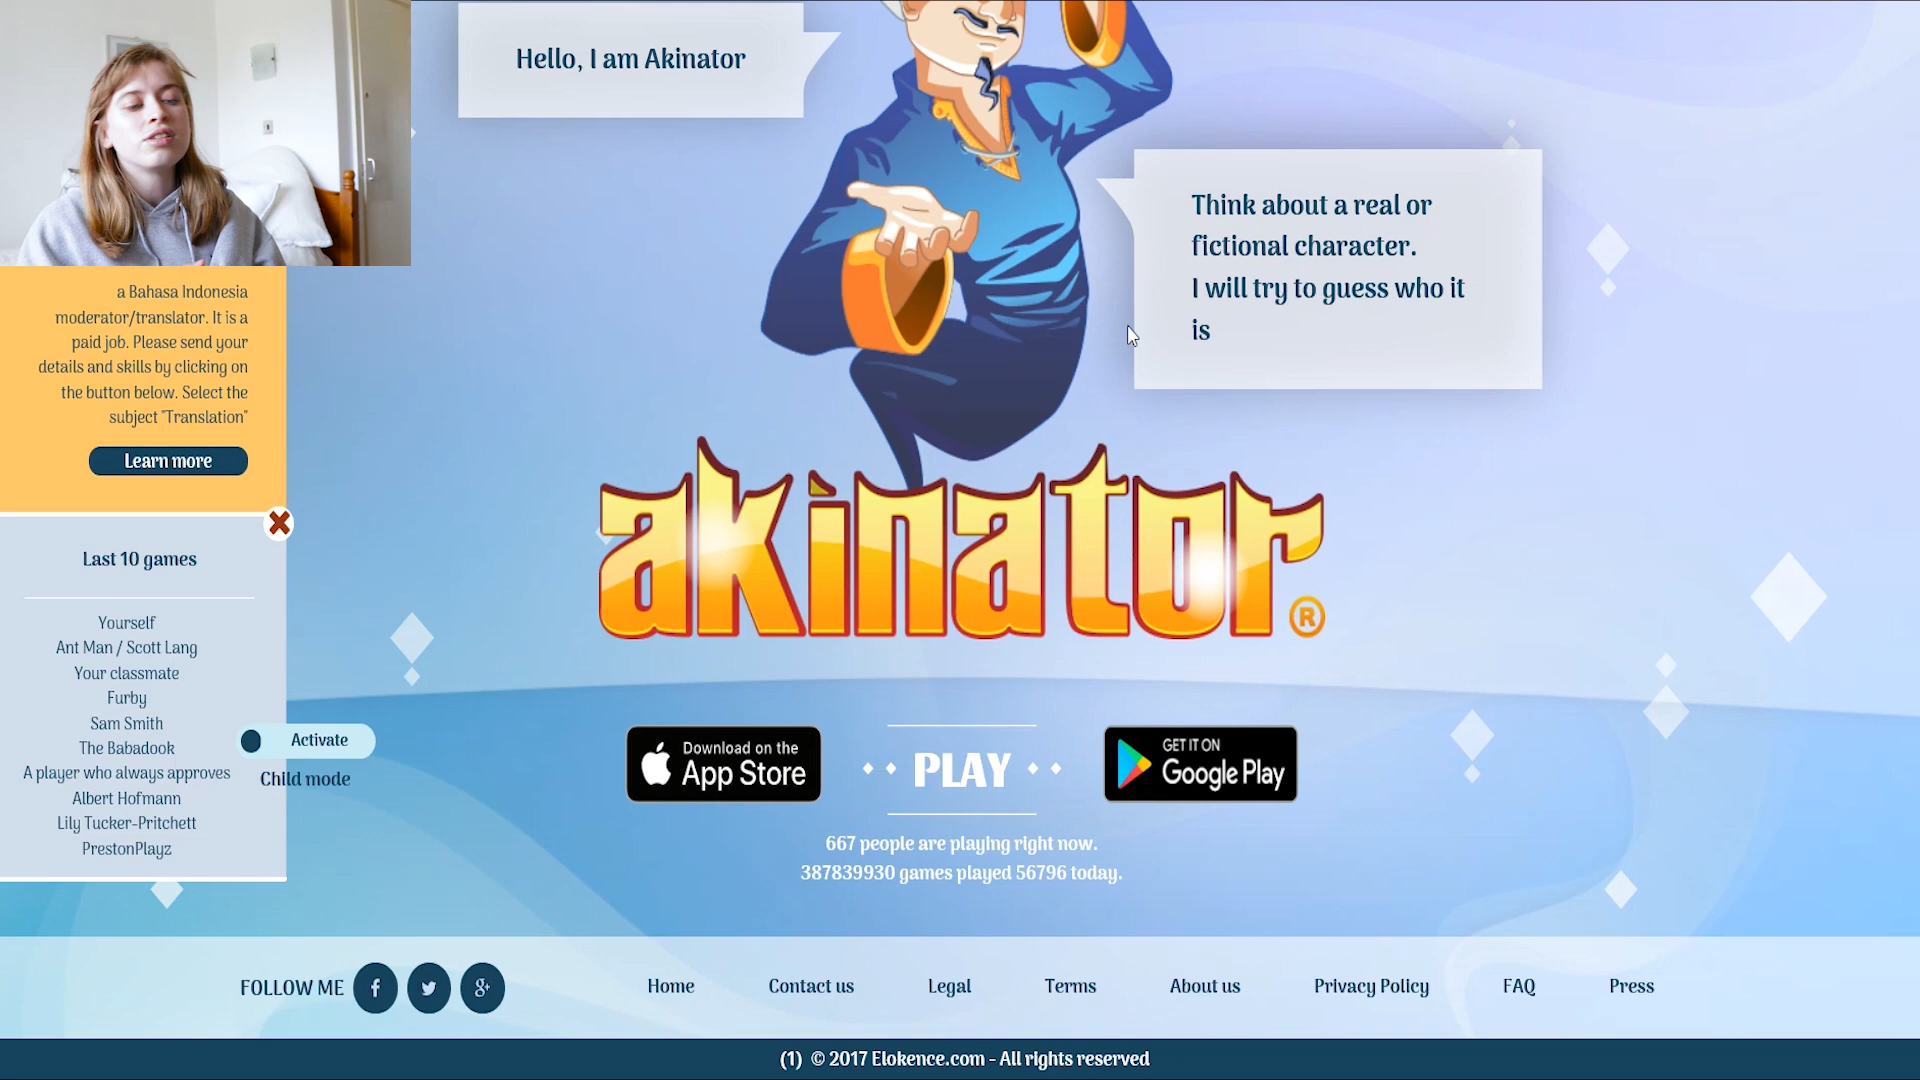 Hello, I am Akinator
Think about a real or
fictional character.
I will try to guess who it
is
a Bahasa Indonesia
moderator/translator. It is a
paid job. Please send your
details and skills by clicking on
the button below. Select the
subject "Translation"
Learn more
Last 10 games
Yourself
Ant Man / Scott Lang
Your classmate
Furby
Sam Smith
The Babadook
A player who always approves
Albert Hofmann
Lily Tucker-Pritchett
PrestonPlayz
Activate
Child mode
akinator®
Download on the
App Store
PLAY
GET IT ON
Google Play
667 people are playing right now.
387839930 games played 56796 today.
FOLLOW ME
f
g+
Home
Contact us
Legal
Terms
About us
Privacy Policy
FAQ
Press
(1) © 2017 Elokence.com - All rights reserved